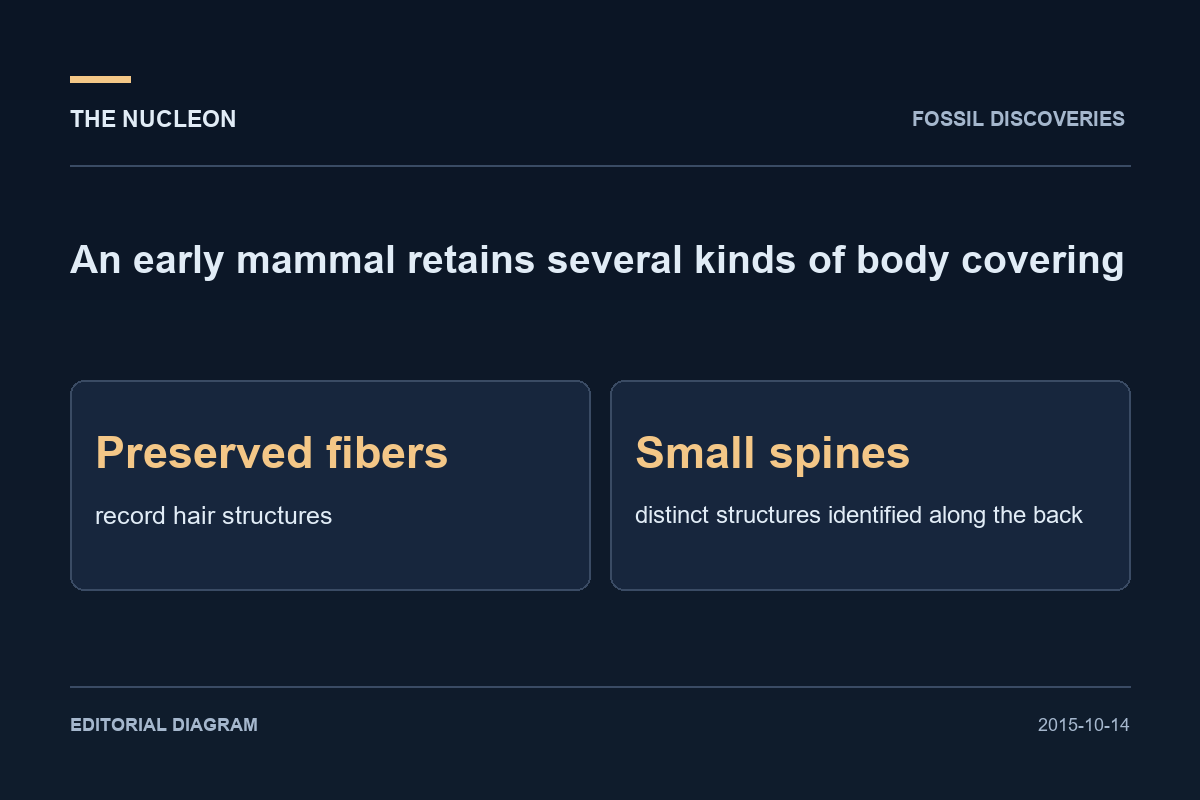 THE NUCLEON
FOSSIL DISCOVERIES
An early mammal retains several kinds of body covering
Preserved fibers
record hair structures
Small spines
distinct structures identified along the back
EDITORIAL DIAGRAM
2015-10-14